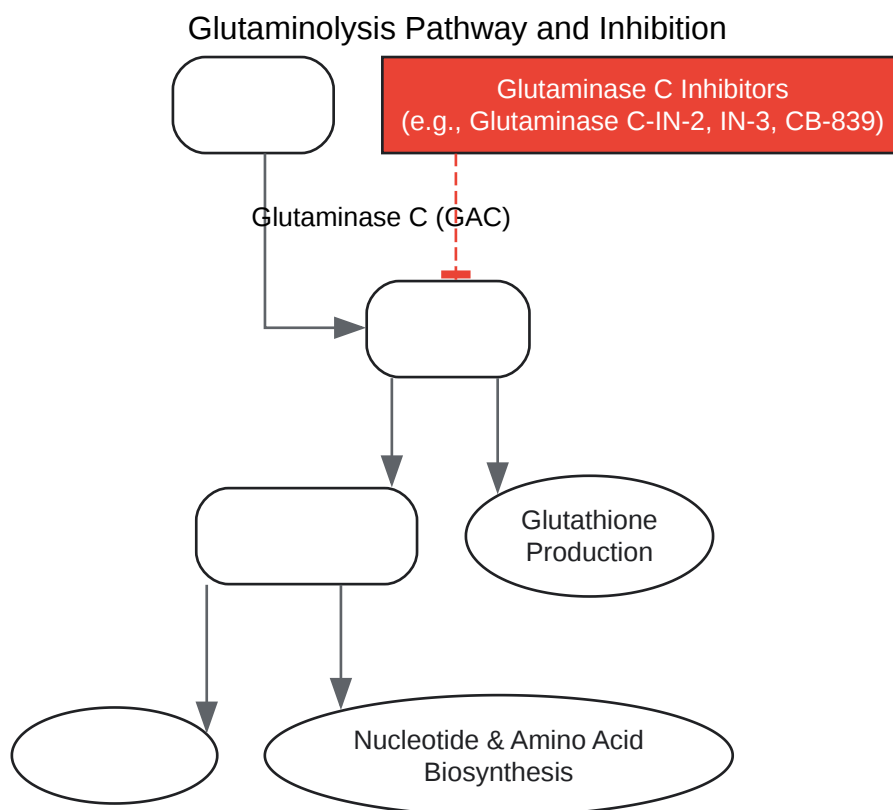 Glutaminolysis Pathway and Inhibition
Glutaminase C Inhibitors
(e.g., Glutaminase C-IN-2, IN-3, CB-839)
Glutaminase C (GAC)
Glutathione
Production
Nucleotide & Amino Acid
Biosynthesis